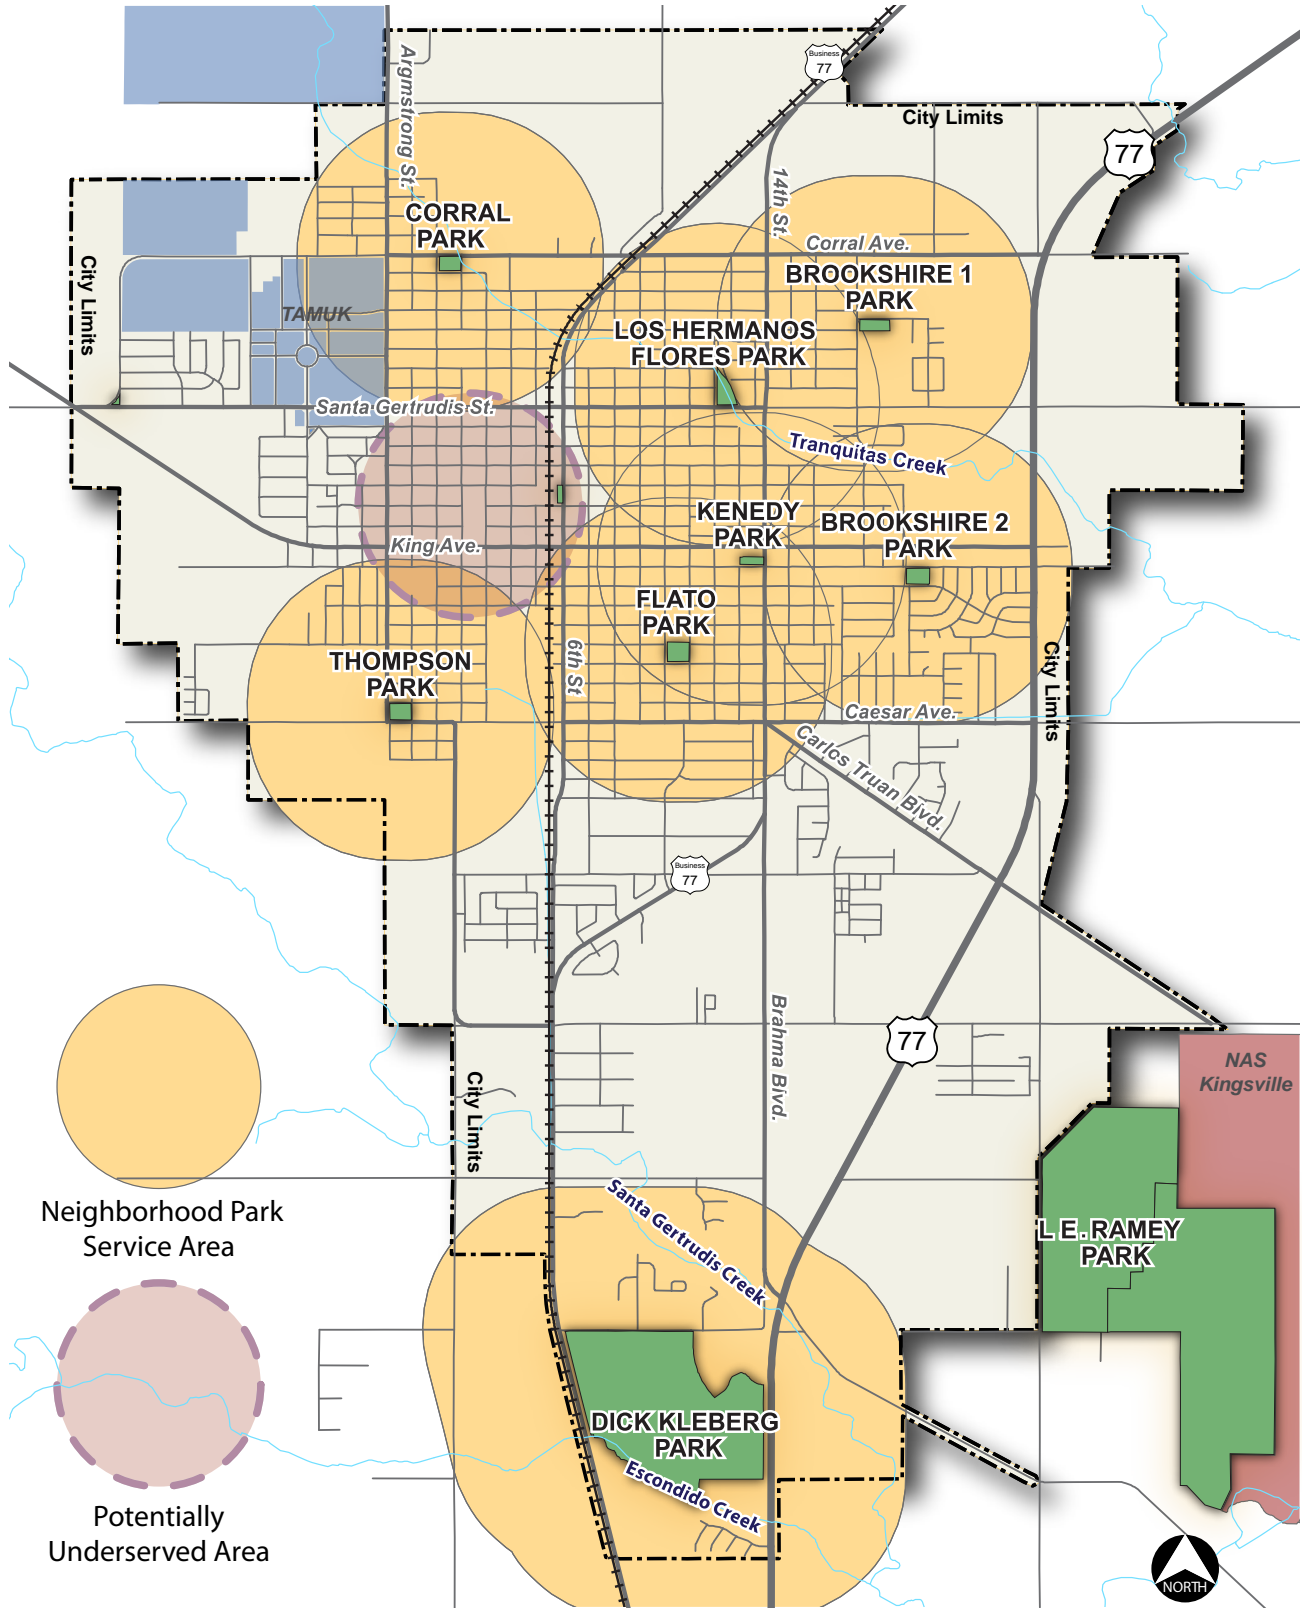 Business
77
Argmstrong St.
City Limits
77
14th St.
CORRAL
PARK
Corral Ave.
City Limits
BROOKSHIRE 1
PARK
TAMUK
LOS HERMANOS
FLORES PARK
Santa Gertrudis St.
Tranquitas Creek
KENEDY
PARK
BROOKSHIRE 2
PARK
King Ave.
FLATO
PARK
6th St
City Limits
THOMPSON
PARK
Caesar Ave.
Carlos Truan Blvd.
Business
77
Brahma Blvd.
77
NAS
Kingsville
City Limits
Neighborhood Park
Service Area
Santa Gertrudis Creek
L E. RAMEY
PARK
DICK KLEBERG
PARK
Escondido Creek
Potentially
Underserved Area
NORTH